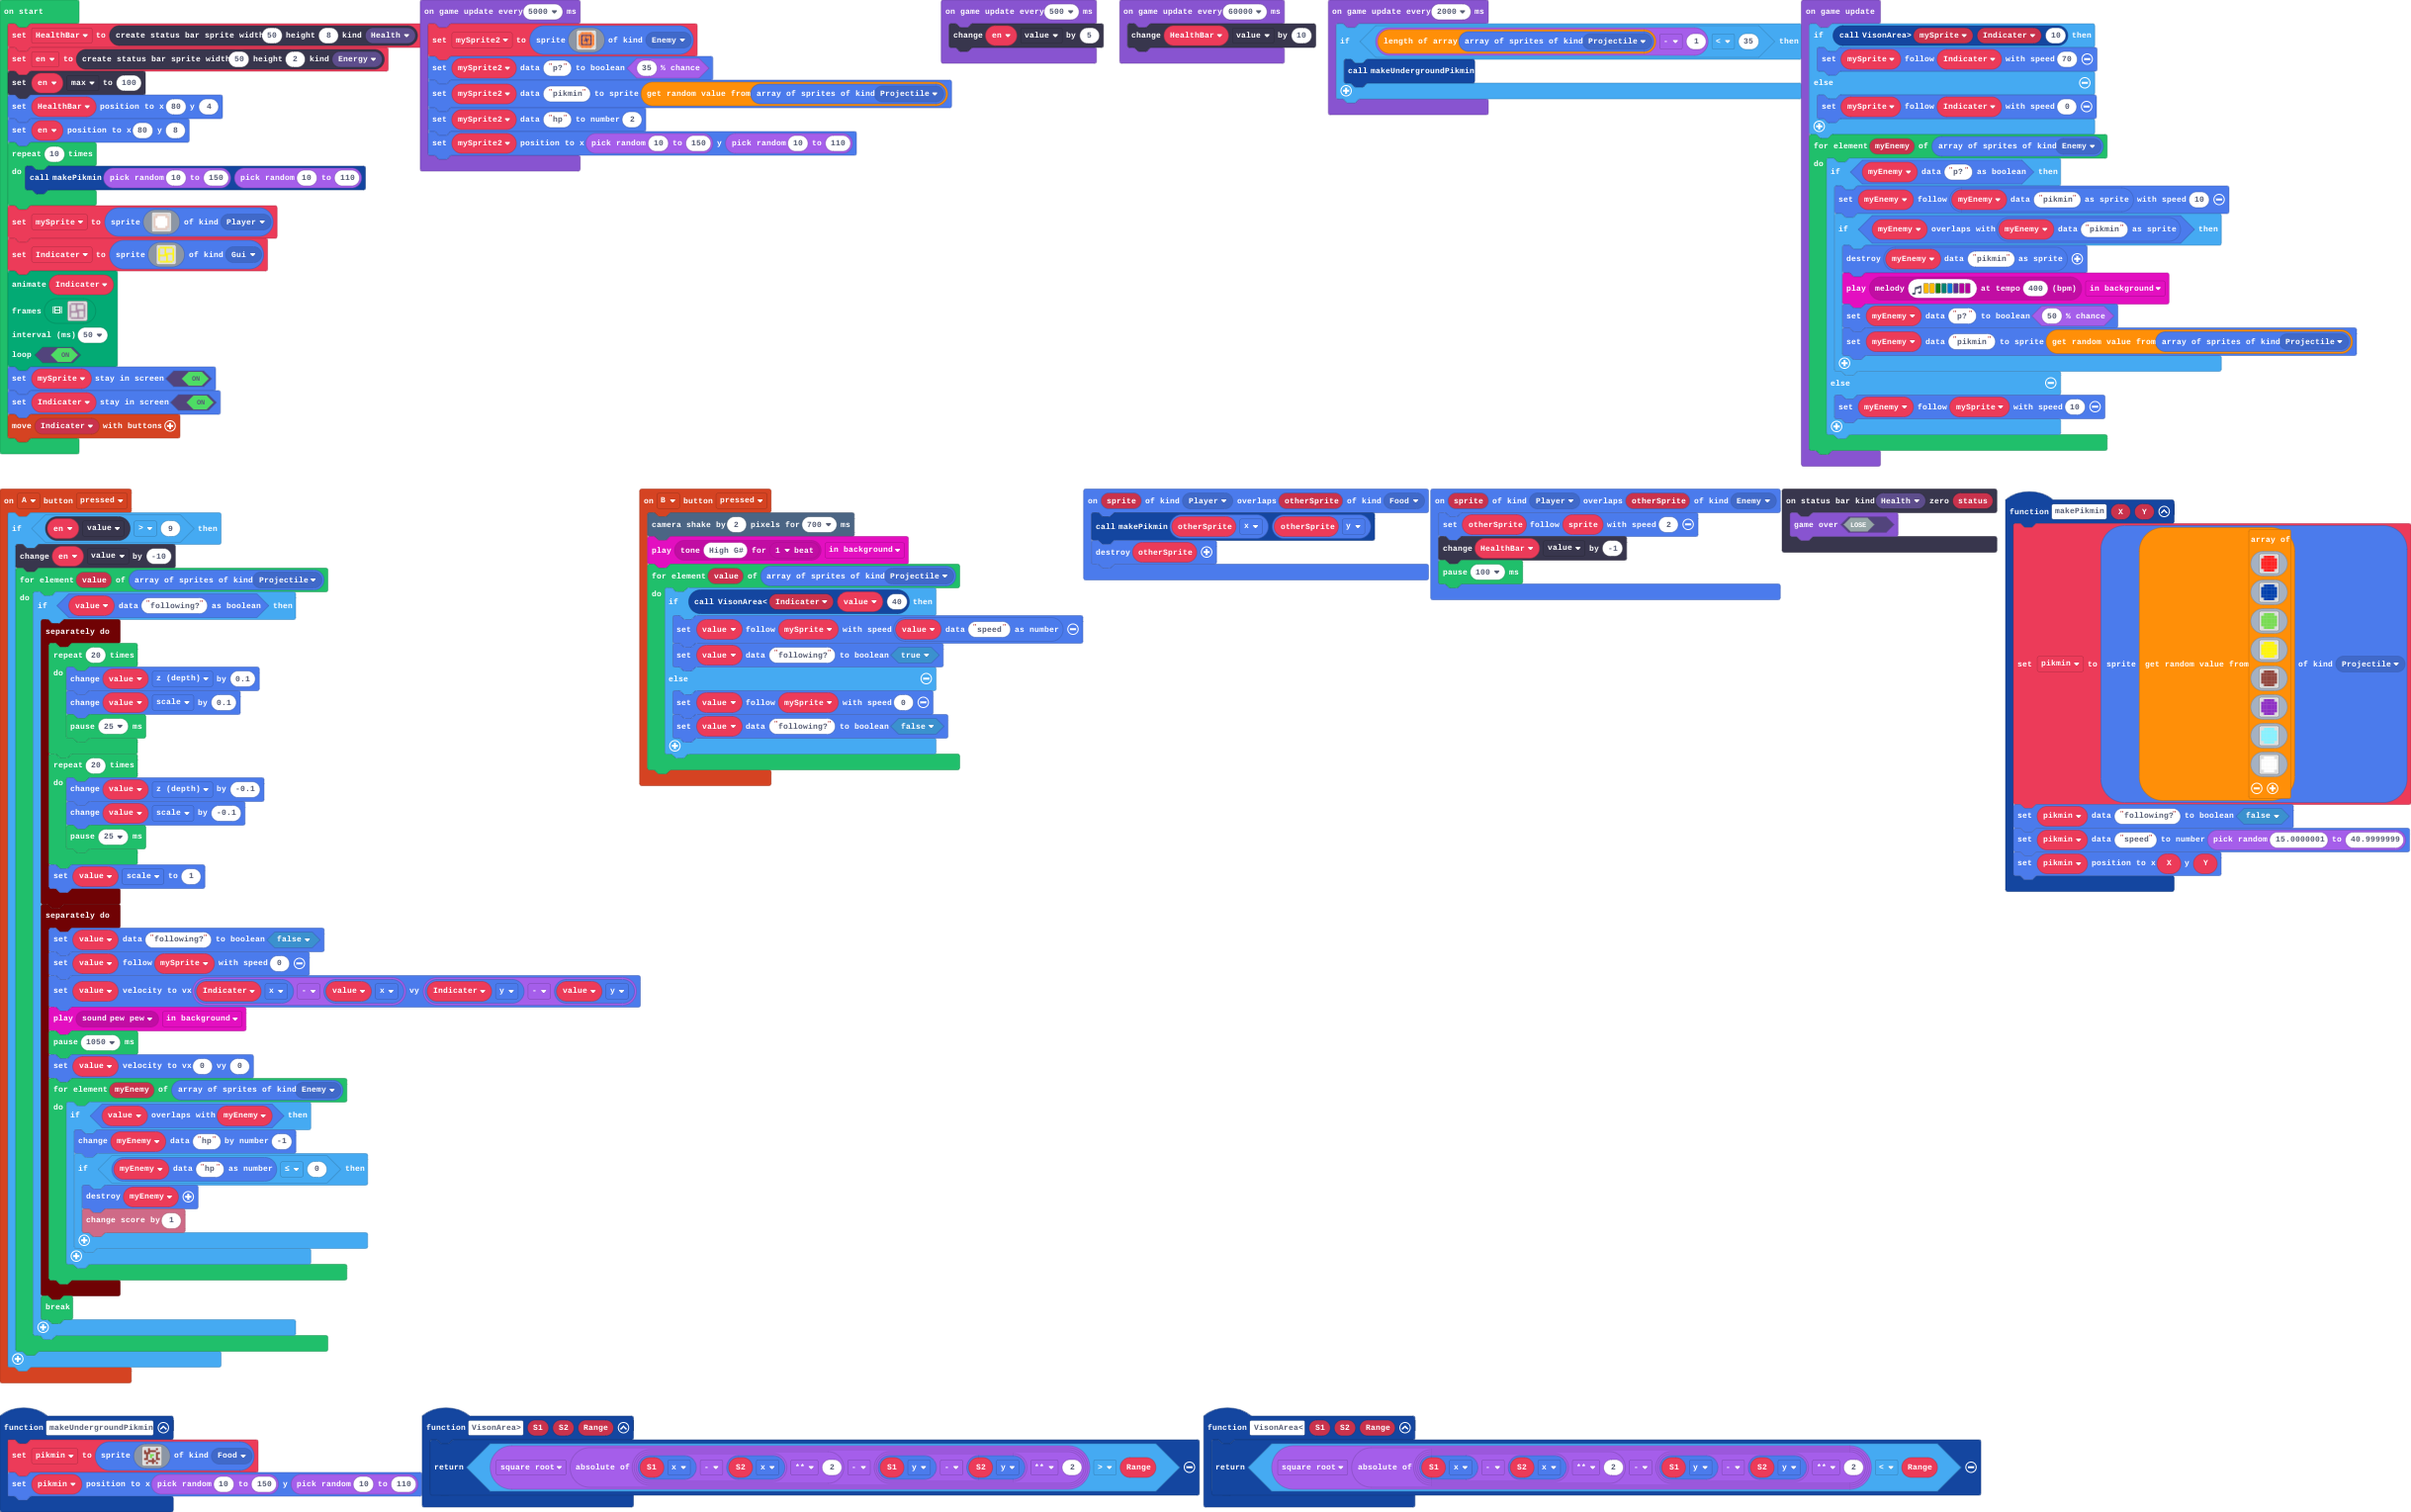 on start
set HealthBar to create status bar sprite width 50 height 8 kind Health
set en to create status bar sprite width 50 height 2 kind Energy
set en max to 100
set HealthBar position to x 80 y 4
set en position to x 80 y 8
repeat 10 times
do call makePikmin pick random 10 to 150 pick random 10 to 110
set mySprite to sprite of kind Player
set Indicater to sprite of kind Gui
animate Indicater
frames
interval (ms) 50
loop ON
set mySprite stay in screen ON
set Indicater stay in screen ON
move Indicater with buttons
on game update every 5000 ms
set mySprite2 to sprite of kind Enemy
set mySprite2 data "p?" to boolean 35 % chance
set mySprite2 data "pikmin" to sprite get random value from array of sprites of kind Projectile
set mySprite2 data "hp" to number 2
set mySprite2 position to x pick random 10 to 150 y pick random 10 to 110
on game update every 500 ms
change en value by 5
on game update every 60000 ms
change HealthBar value by 10
on game update every 2000 ms
if length of array array of sprites of kind Projectile - 1 < 35 then
call makeUndergroundPikmin
on game update
if call VisonArea> mySprite Indicater 10 then
set mySprite follow Indicater with speed 70
else
set mySprite follow Indicater with speed 0
for element myEnemy of array of sprites of kind Enemy
do if myEnemy data "p?" as boolean then
set myEnemy follow myEnemy data "pikmin" as sprite with speed 10
if myEnemy overlaps with myEnemy data "pikmin" as sprite then
destroy myEnemy data "pikmin" as sprite
play melody at tempo 400 (bpm) in background
set myEnemy data "p?" to boolean 50 % chance
set myEnemy data "pikmin" to sprite get random value from array of sprites of kind Projectile
else
set myEnemy follow mySprite with speed 10
on A button pressed
if en value > 9 then
change en value by -10
for element value of array of sprites of kind Projectile
do if value data "following?" as boolean then
separately do
repeat 20 times
do change value z (depth) by 0.1
change value scale by 0.1
pause 25 ms
repeat 20 times
do change value z (depth) by -0.1
change value scale by -0.1
pause 25 ms
set value scale to 1
separately do
set value data "following?" to boolean false
set value follow mySprite with speed 0
set value velocity to vx Indicater x - value x vy Indicater y - value y
play sound pew pew in background
pause 1050 ms
set value velocity to vx 0 vy 0
for element myEnemy of array of sprites of kind Enemy
do if value overlaps with myEnemy then
change myEnemy data "hp" by number -1
if myEnemy data "hp" as number ≤ 0 then
destroy myEnemy
change score by 1
break
on B button pressed
camera shake by 2 pixels for 700 ms
play tone High G# for 1 beat in background
for element value of array of sprites of kind Projectile
do if call VisonArea< Indicater value 40 then
set value follow mySprite with speed value data "speed" as number
set value data "following?" to boolean true
else
set value follow mySprite with speed 0
set value data "following?" to boolean false
on sprite of kind Player overlaps otherSprite of kind Food
call makePikmin otherSprite x otherSprite y
destroy otherSprite
on sprite of kind Player overlaps otherSprite of kind Enemy
set otherSprite follow sprite with speed 2
change HealthBar value by -1
pause 100 ms
on status bar kind Health zero status
game over LOSE
function makePikmin X Y
array of
set pikmin to sprite get random value from of kind Projectile
set pikmin data "following?" to boolean false
set pikmin data "speed" to number pick random 15.0000001 to 40.9999999
set pikmin position to x X y Y
function makeUndergroundPikmin
set pikmin to sprite of kind Food
set pikmin position to x pick random 10 to 150 y pick random 10 to 110
function VisonArea> S1 S2 Range
return square root absolute of S1 x - S2 x ** 2 - S1 y - S2 y ** 2 > Range
function VisonArea< S1 S2 Range
return square root absolute of S1 x - S2 x ** 2 - S1 y - S2 y ** 2 < Range